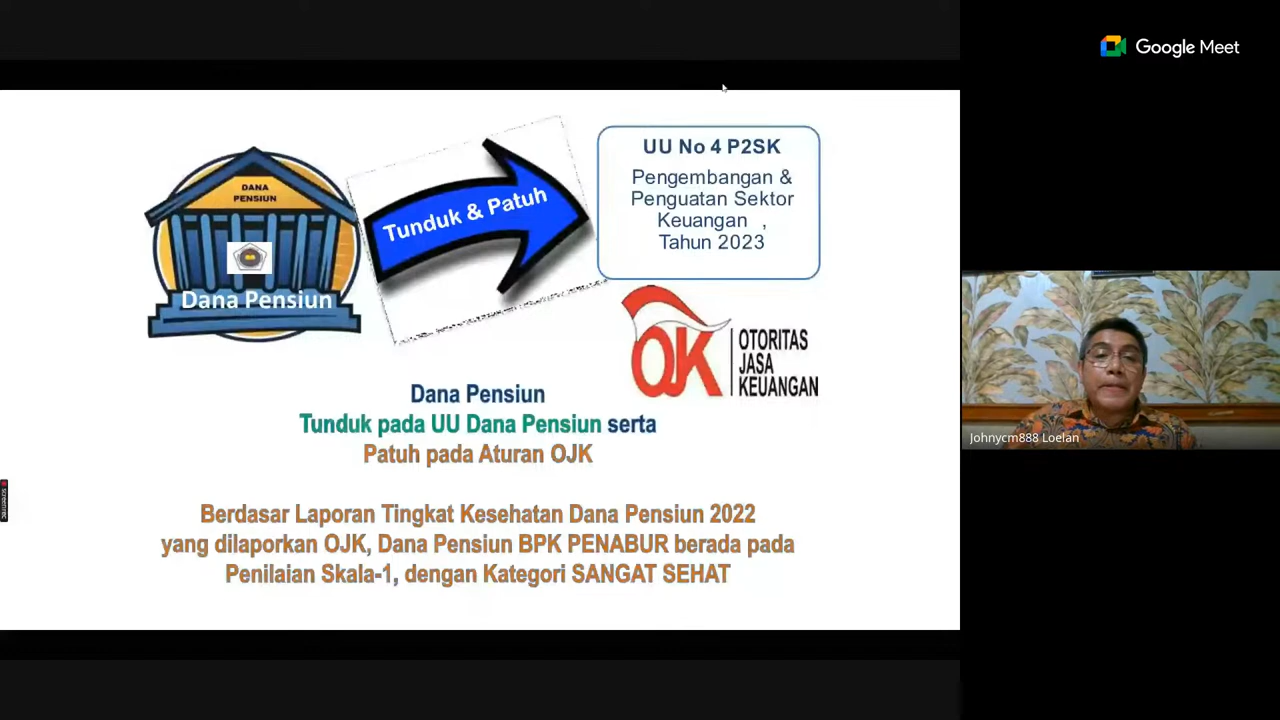 Google Meet
DANA
PENSIUN
Dana Pensiun
Tunduk & Patuh
UU No 4 P2SK
Pengembangan &
Penguatan Sektor
Keuangan ,
Tahun 2023
OJK
OTORITAS
JASA
KEUANGAN
Dana Pensiun
Tunduk pada UU Dana Pensiun serta
Patuh pada Aturan OJK
Berdasar Laporan Tingkat Kesehatan Dana Pensiun 2022
yang dilaporkan OJK, Dana Pensiun BPK PENABUR berada pada
Penilaian Skala-1, dengan Kategori SANGAT SEHAT
Johnycm888 Loelan